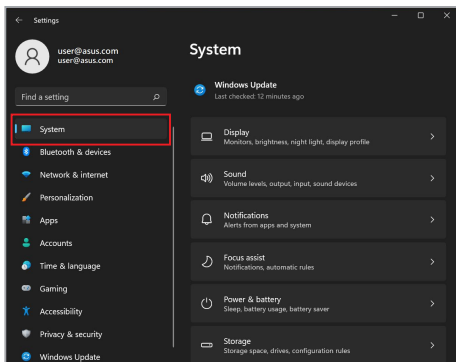 Settings
user@asus.com
user@asus.com
Find a setting
System
Bluetooth & devices
Network & internet
Personalization
Apps
Accounts
Time & language
Gaming
Accessibility
Privacy & security
Windows Update
System
Windows Update
Last checked: 12 minutes ago
Display
Monitors, brightness, night light, display profile
Sound
Volume levels, output, input, sound devices
Notifications
Alerts from apps and system
Focus assist
Notifications, automatic rules
Power & battery
Sleep, battery usage, battery saver
Storage
Storage space, drives, configuration rules